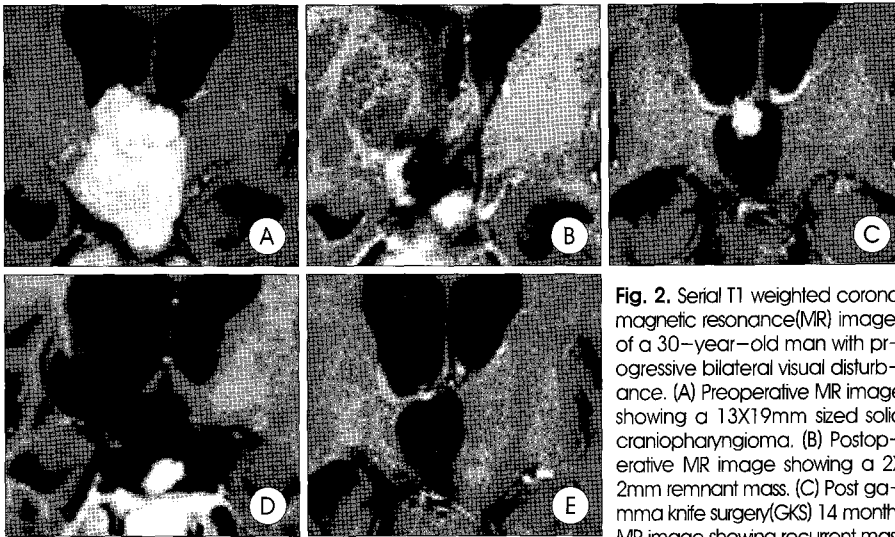 A
B
C
D
E
Fig. 2. Serial T1 weighted corona
magnetic resonance(MR) image
of a 30-year-old man with pr-
ogressive bilateral visual disturb-
ance. (A) Preoperative MR image
showing a 13X19mm sized solid
craniopharyngioma. (B) Postop-
erative MR image showing a 2X
2mm remnant mass. (C) Post ga-
mma knife surgery(GKS) 14 month
MR image showing recurrent mas